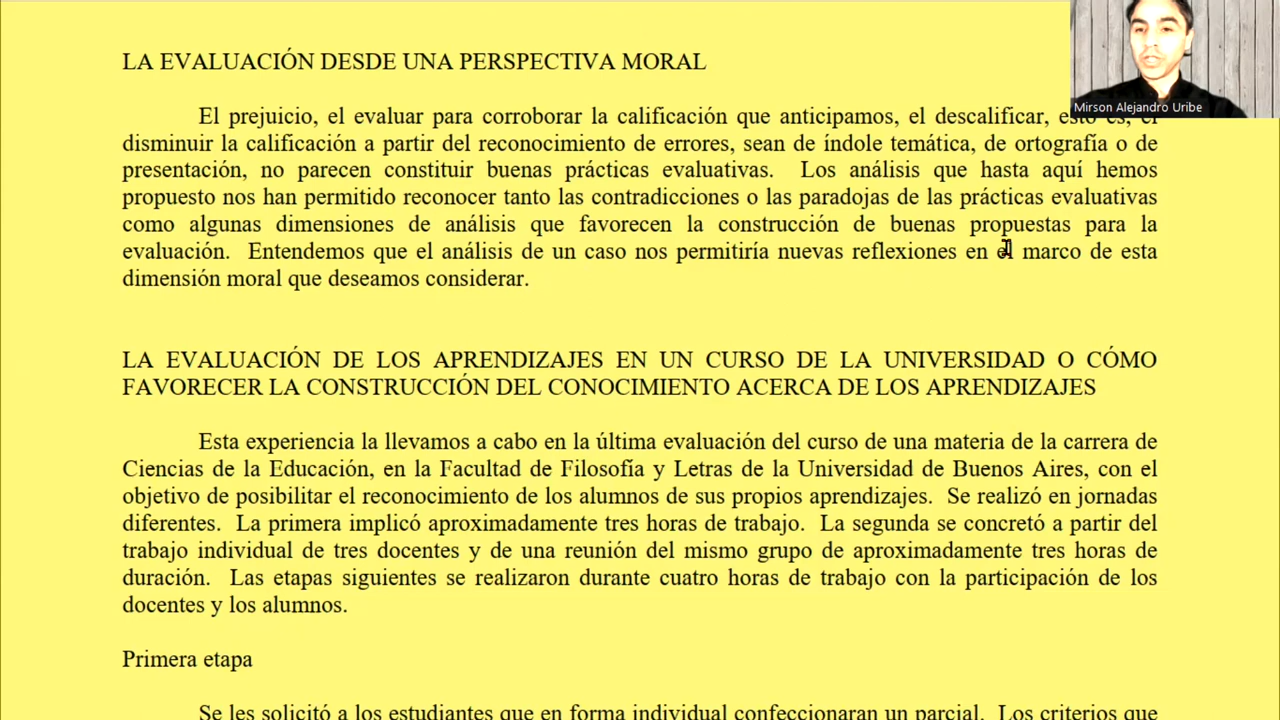 LA EVALUACIÓN DESDE UNA PERSPECTIVA MORAL
Mirson Alejandro Uribe
El prejuicio, el evaluar para corroborar la calificación que anticipamos, el descalificar, esto es, el
disminuir la calificación a partir del reconocimiento de errores, sean de índole temática, de ortografía o de
presentación, no parecen constituir buenas prácticas evaluativas. Los análisis que hasta aquí hemos
propuesto nos han permitido reconocer tanto las contradicciones o las paradojas de las prácticas evaluativas
como algunas dimensiones de análisis que favorecen la construcción de buenas propuestas para la
evaluación. Entendemos que el análisis de un caso nos permitiría nuevas reflexiones en el marco de esta
dimensión moral que deseamos considerar.
LA EVALUACIÓN DE LOS APRENDIZAJES EN UN CURSO DE LA UNIVERSIDAD O CÓMO
FAVORECER LA CONSTRUCCIÓN DEL CONOCIMIENTO ACERCA DE LOS APRENDIZAJES
Esta experiencia la llevamos a cabo en la última evaluación del curso de una materia de la carrera de
Ciencias de la Educación, en la Facultad de Filosofía y Letras de la Universidad de Buenos Aires, con el
objetivo de posibilitar el reconocimiento de los alumnos de sus propios aprendizajes. Se realizó en jornadas
diferentes. La primera implicó aproximadamente tres horas de trabajo. La segunda se concretó a partir del
trabajo individual de tres docentes y de una reunión del mismo grupo de aproximadamente tres horas de
duración. Las etapas siguientes se realizaron durante cuatro horas de trabajo con la participación de los
docentes y los alumnos.
Primera etapa
Se les solicitó a los estudiantes que en forma individual confeccionaran un parcial. Los criterios que